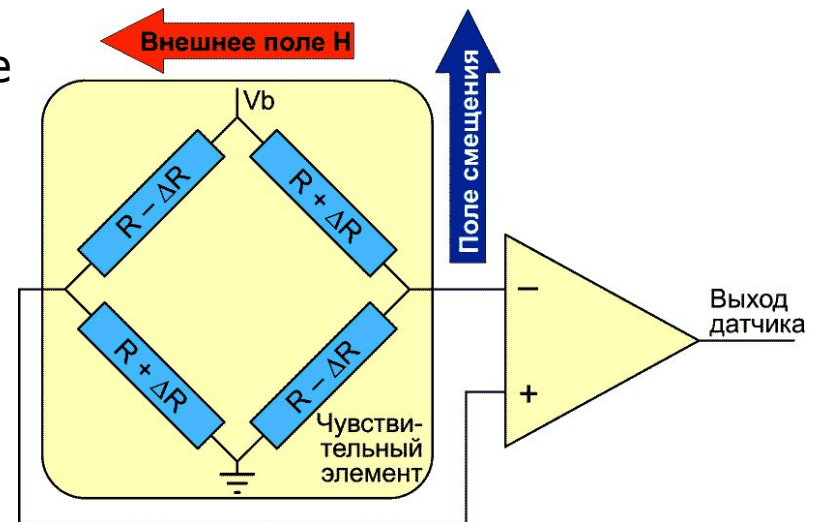 Внешнее поле H
е
Поле смещения
Vb
R − ΔR
R + ΔR
R + ΔR
R − ΔR
Чувстви-
тельный
элемент
−
+
Выход
датчика